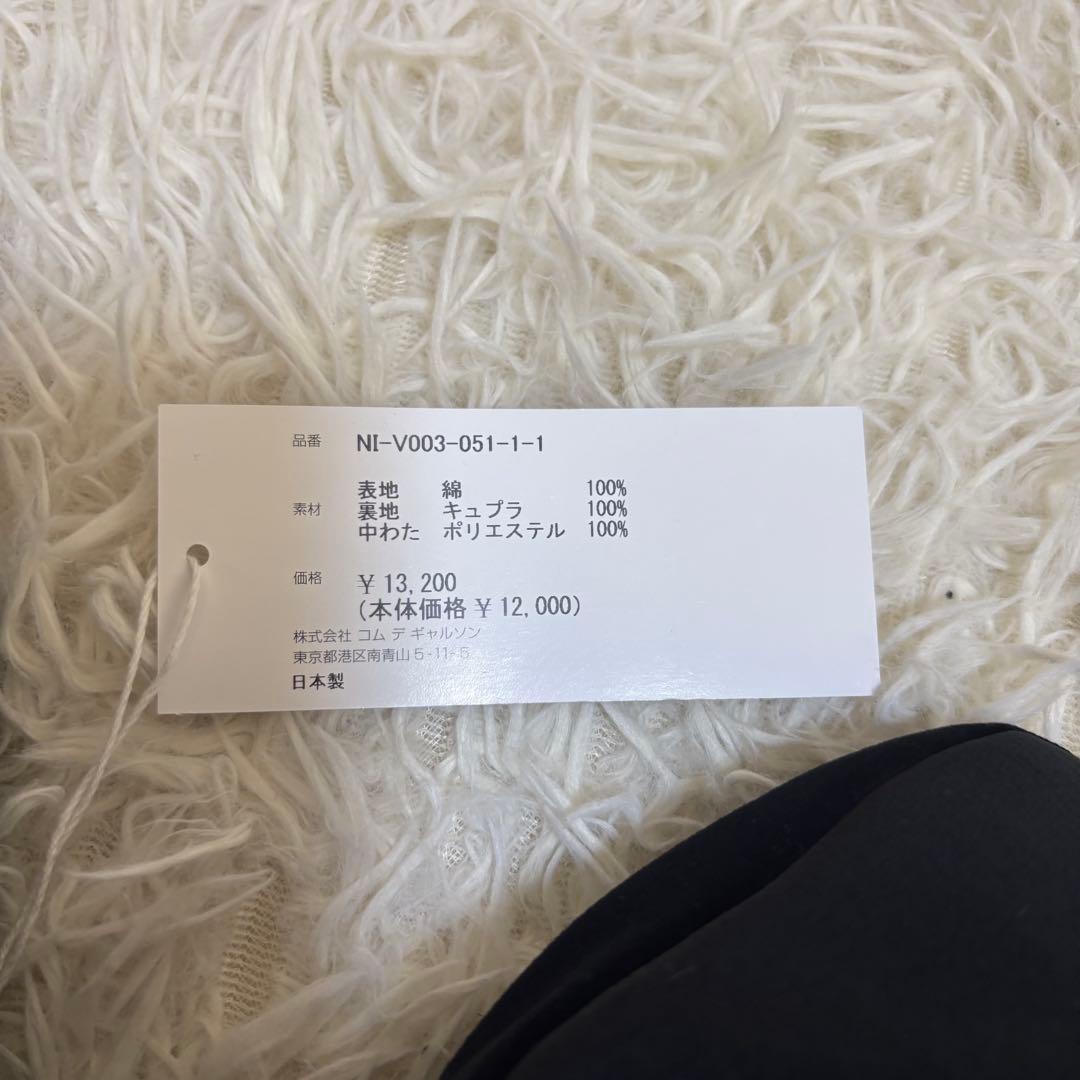 品番 NI-V003-051-1-1
表地 綿 100%
素材 裏地 キュプラ 100%
中わた ポリエステル 100%
価格 ¥ 13,200
(本体価格 ¥ 12,000)
株式会社 コム デ ギャルソン
東京都港区南青山 5-11-5
日本製